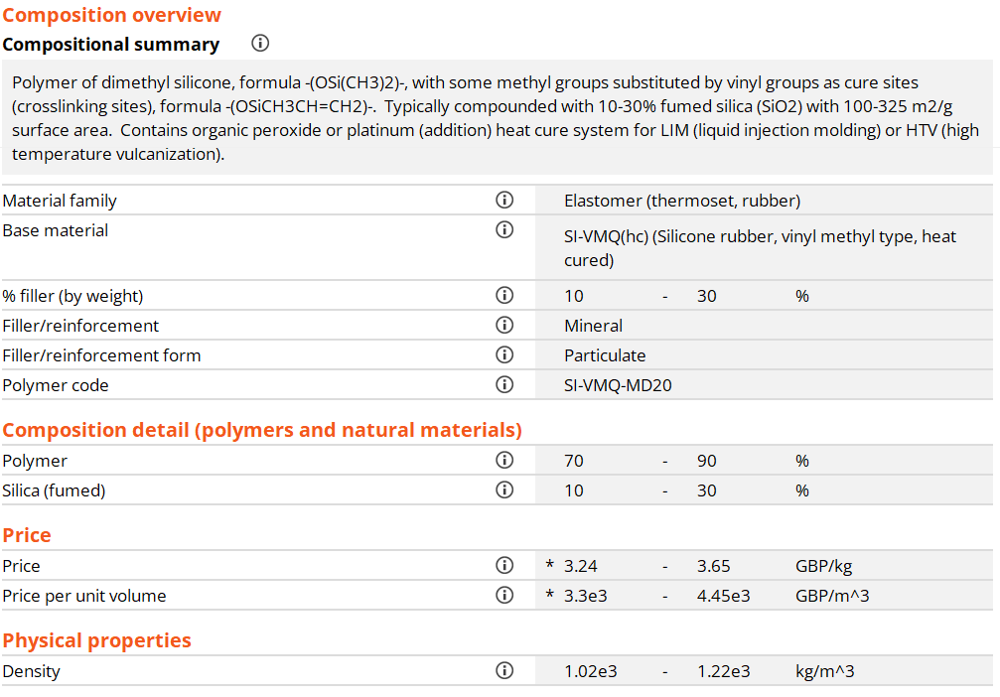 Composition overview
Compositional summary
Polymer of dimethyl silicone, formula -(OSi(CH3)2)-, with some methyl groups substituted by vinyl groups as cure sites
(crosslinking sites), formula -(OSiCH3CH=CH2)-.  Typically compounded with 10-30% fumed silica (SiO2) with 100-325 m2/g
surface area.  Contains organic peroxide or platinum (addition) heat cure system for LIM (liquid injection molding) or HTV (high
temperature vulcanization).
Material family Elastomer (thermoset, rubber)
Base material SI-VMQ(hc) (Silicone rubber, vinyl methyl type, heat
cured)
% filler (by weight) 10 - 30 %
Filler/reinforcement Mineral
Filler/reinforcement form Particulate
Polymer code SI-VMQ-MD20
Composition detail (polymers and natural materials)
Polymer 70 - 90 %
Silica (fumed) 10 - 30 %
Price
Price * 3.24 - 3.65 GBP/kg
Price per unit volume * 3.3e3 - 4.45e3 GBP/m^3
Physical properties
Density 1.02e3 - 1.22e3 kg/m^3